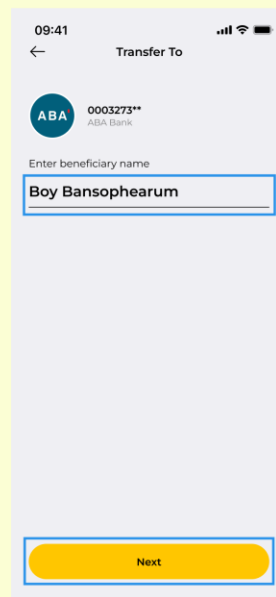 09:41
Transfer To
ABA'
0003273**
ABA Bank
Enter beneficiary name
Boy Bansophearum
Next